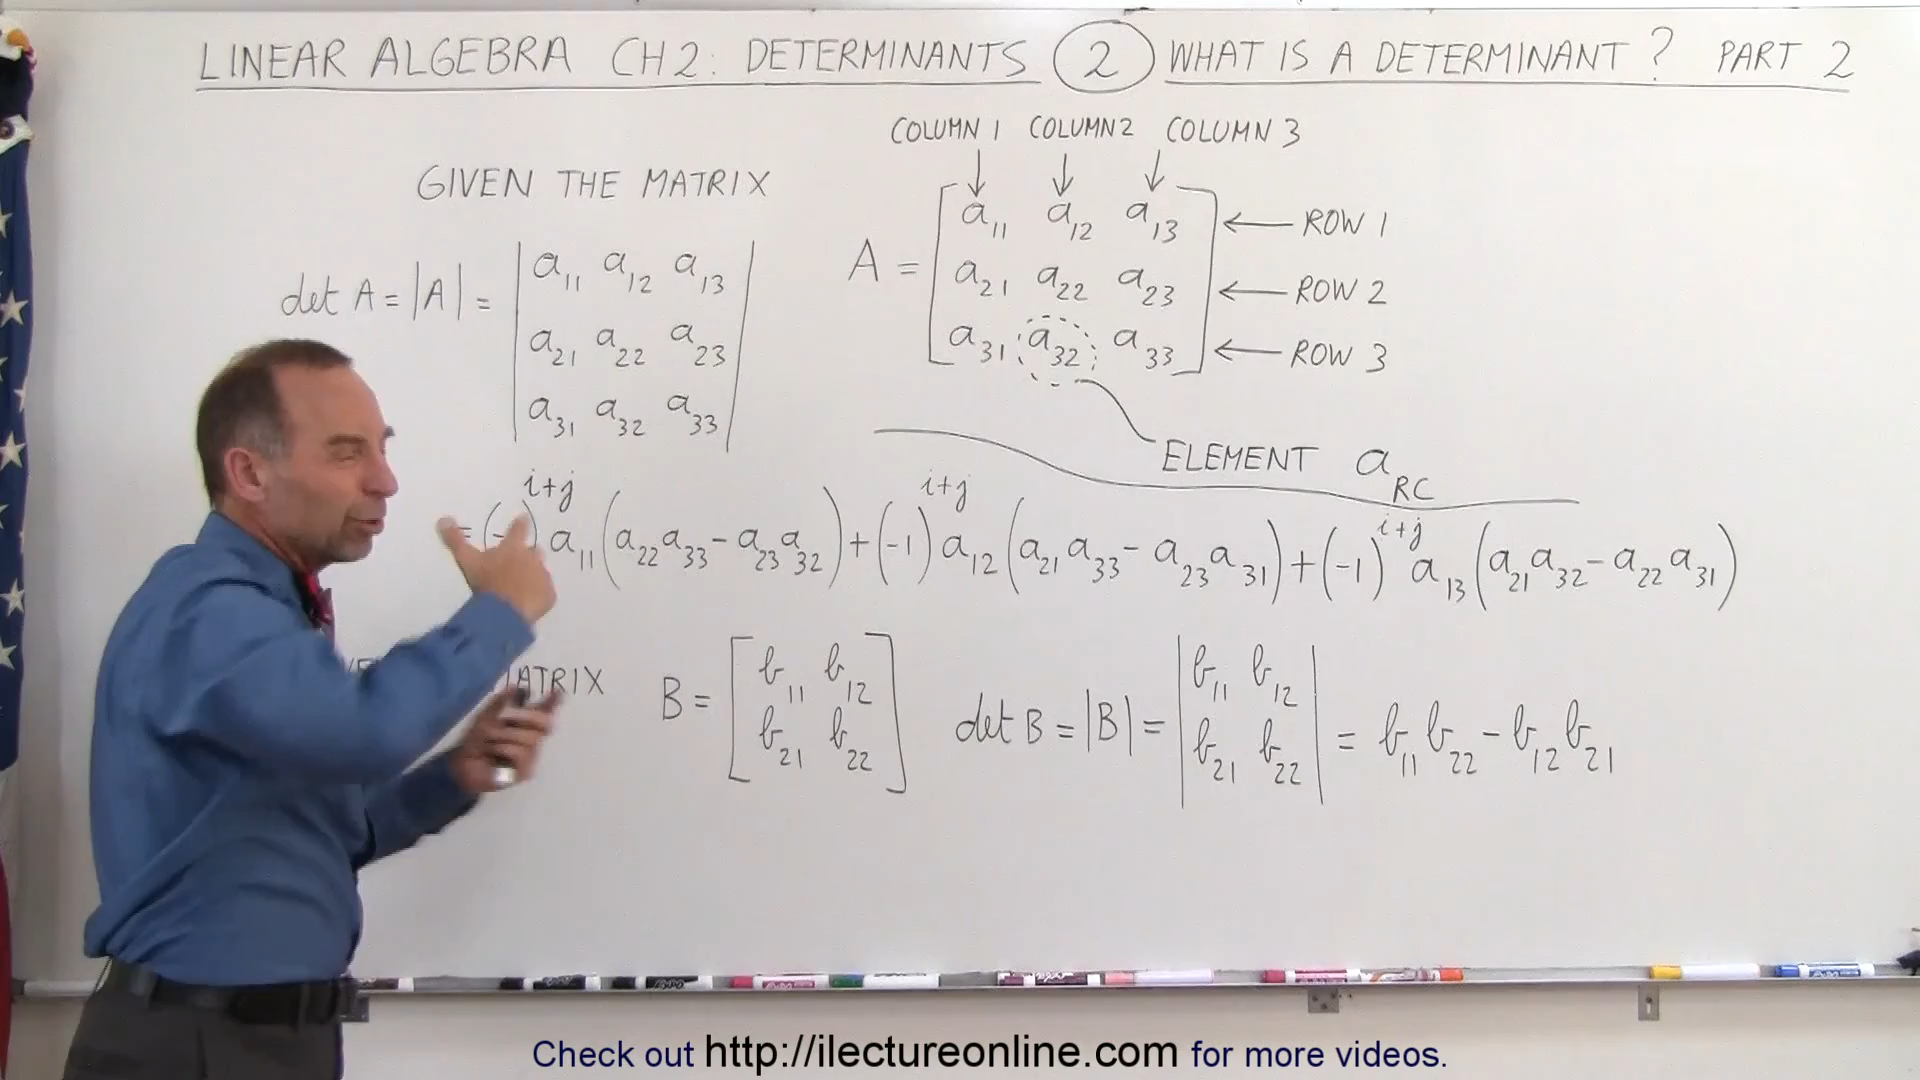 LINEAR ALGEBRA CH 2: DETERMINANTS (2) WHAT IS A DETERMINANT? PART 2
COLUMN 1 COLUMN 2 COLUMN 3
GIVEN THE MATRIX
A = [a₁₁ a₁₂ a₁₃ ← ROW 1
a₂₁ a₂₂ a₂₃ ← ROW 2
a₃₁ a₃₂ a₃₃] ← ROW 3
ELEMENT a_RC
det A = |A| = |a₁₁ a₁₂ a₁₃
a₂₁ a₂₂ a₂₃
a₃₁ a₃₂ a₃₃|
= (-1)^(i+j) a₁₁ (a₂₂a₃₃ - a₂₃a₃₂) + (-1)^(i+j) a₁₂ (a₂₁a₃₃ - a₂₃a₃₁) + (-1)^(i+j) a₁₃ (a₂₁a₃₂ - a₂₂a₃₁)
B = [b₁₁ b₁₂
b₂₁ b₂₂]
det B = |B| = |b₁₁ b₁₂
b₂₁ b₂₂| = b₁₁b₂₂ - b₁₂b₂₁
Check out http://ilectureonline.com for more videos.